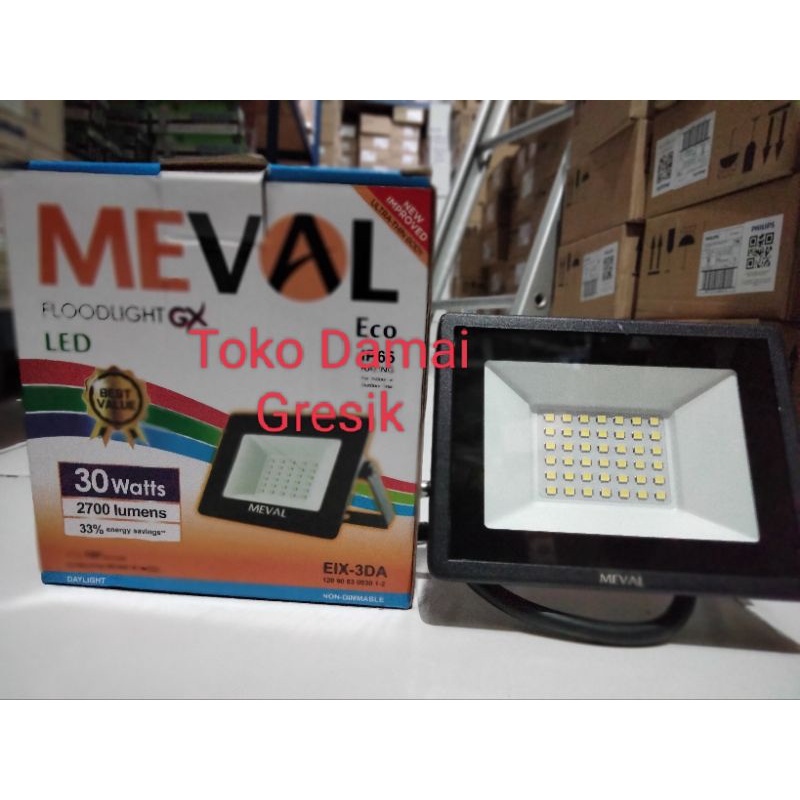 MEVAL
NEW
IMPROVED
FLOODLIGHT GX
LED
Eco
IP65
RATING
Toko Damai
Gresik
BEST
VALUE
30 Watts
2700 lumens
33% energy savings**
MEVAL
EIX-3DA
DAYLIGHT
NON-DIMMABLE
MEVAL
PHILIPS